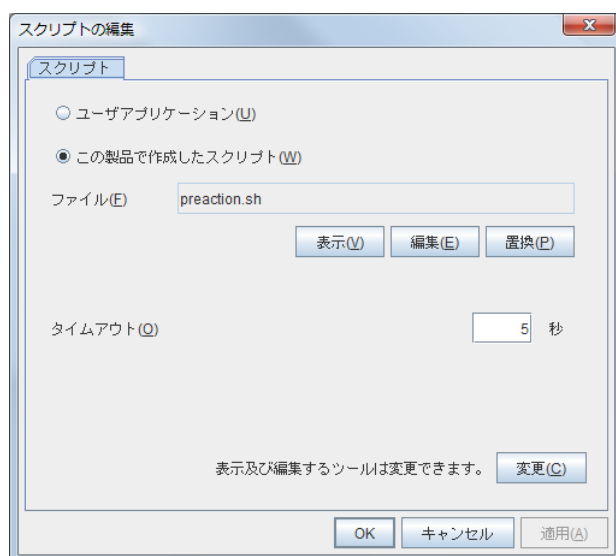 スクリプトの編集
スクリプト
ユーザアプリケーション(U)
この製品で作成したスクリプト(W)
ファイル(F) preaction.sh
表示(V) 編集(E) 置換(P)
タイムアウト(O) 5 秒
表示及び編集するツールは変更できます。 変更(C)
OK キャンセル 適用(A)